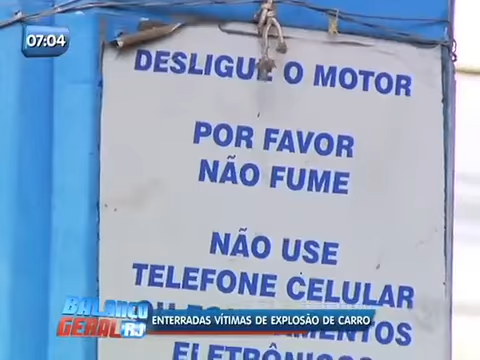 07:04
DESLIGUE O MOTOR
POR FAVOR
NÃO FUME
NÃO USE
TELEFONE CELULAR
BALANÇO
GERAL RJ
ENTERRADAS VÍTIMAS DE EXPLOSÃO DE CARRO
ELETRÔNICOS